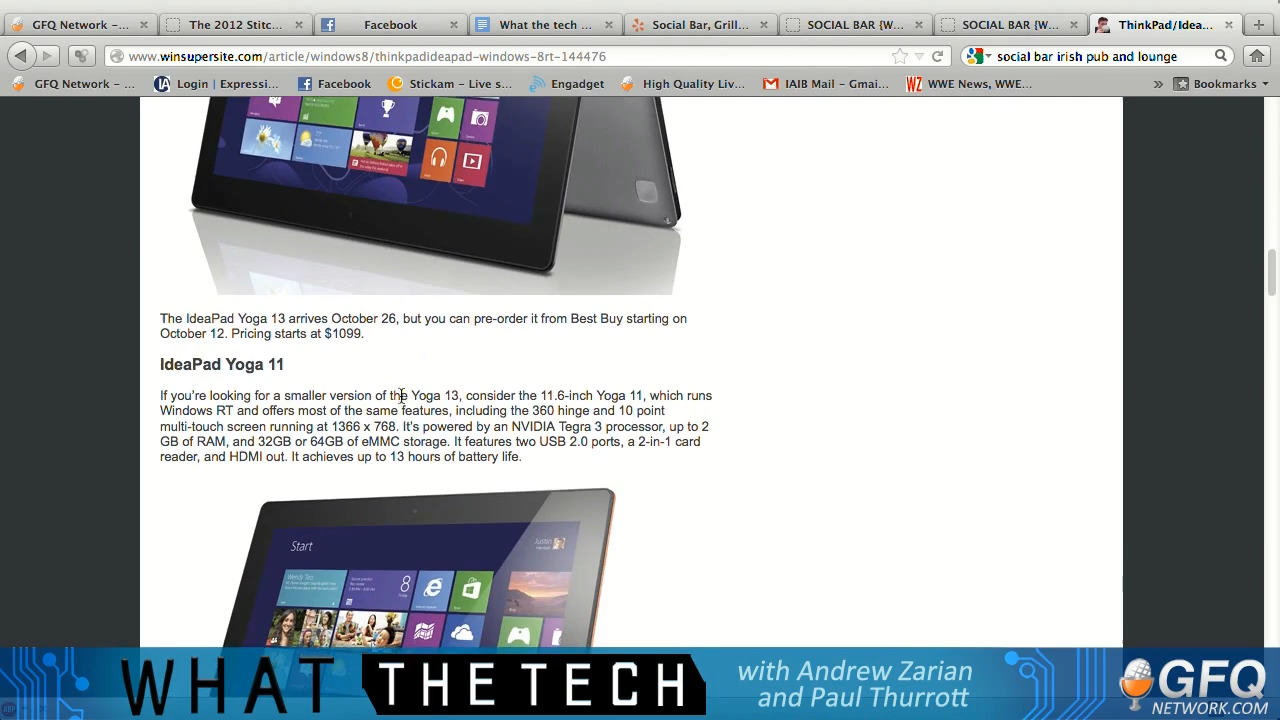 GFQ Network - ...
The 2012 Stitc...
Facebook
What the tech ...
Social Bar, Grill...
SOCIAL BAR {W...
SOCIAL BAR {W...
ThinkPad/Idea...
www.winsupersite.com/article/windows8/thinkpadideapad-windows-8rt-144476
social bar irish pub and lounge
GFQ Network – ...
Login | Expressi...
Facebook
Stickam – Live s...
Engadget
High Quality Liv...
IAIB Mail – Gmai...
WWE News, WWE...
Bookmarks
The IdeaPad Yoga 13 arrives October 26, but you can pre-order it from Best Buy starting on
October 12. Pricing starts at $1099.
IdeaPad Yoga 11
If you're looking for a smaller version of the Yoga 13, consider the 11.6-inch Yoga 11, which runs
Windows RT and offers most of the same features, including the 360 hinge and 10 point
multi-touch screen running at 1366 x 768. It's powered by an NVIDIA Tegra 3 processor, up to 2
GB of RAM, and 32GB or 64GB of eMMC storage. It features two USB 2.0 ports, a 2-in-1 card
reader, and HDMI out. It achieves up to 13 hours of battery life.
Start
Justin
Wendy Teo
8
WHAT THE TECH
with Andrew Zarian
and Paul Thurrott
GFQ
NETWORK.COM